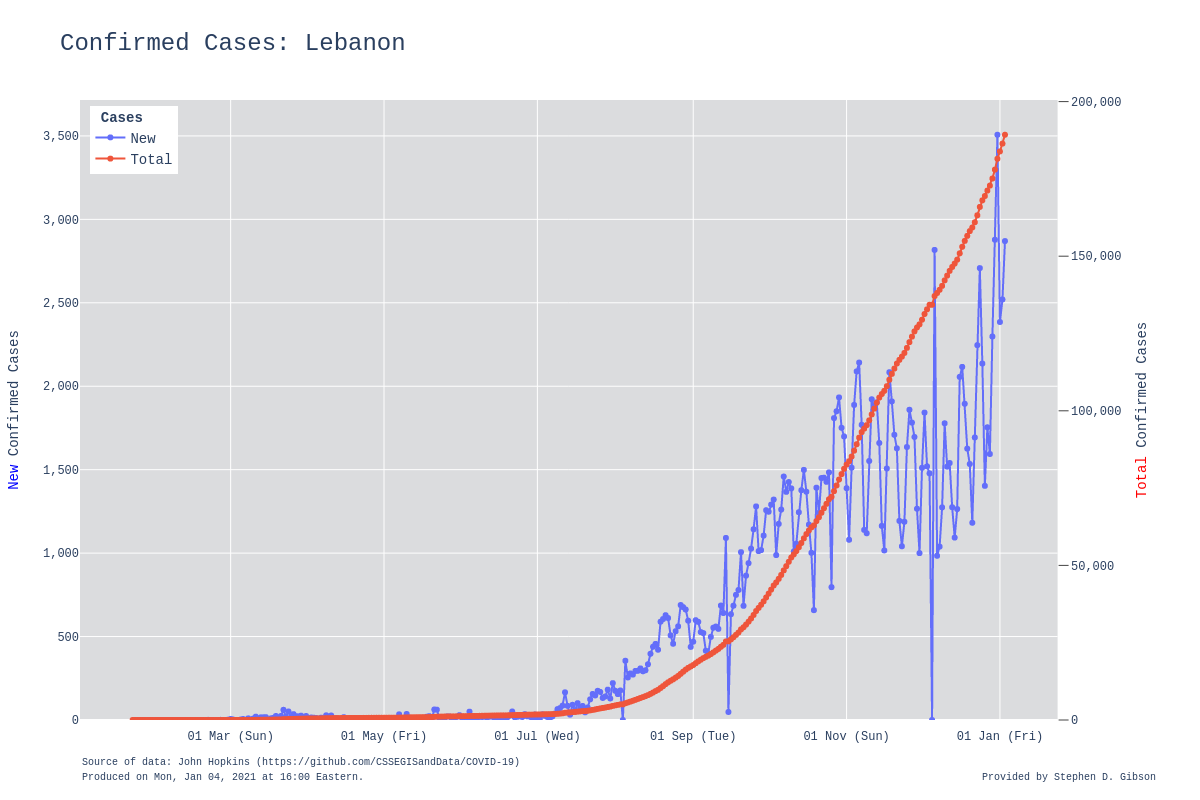 Confirmed Cases: Lebanon
Cases
New
Total
3,500
3,000
2,500
2,000
1,500
1,000
500
0
New Confirmed Cases
200,000
150,000
100,000
50,000
0
Total Confirmed Cases
01 Mar (Sun)
01 May (Fri)
01 Jul (Wed)
01 Sep (Tue)
01 Nov (Sun)
01 Jan (Fri)
Source of data: John Hopkins (https://github.com/CSSEGISandData/COVID-19)
Produced on Mon, Jan 04, 2021 at 16:00 Eastern.
Provided by Stephen D. Gibson